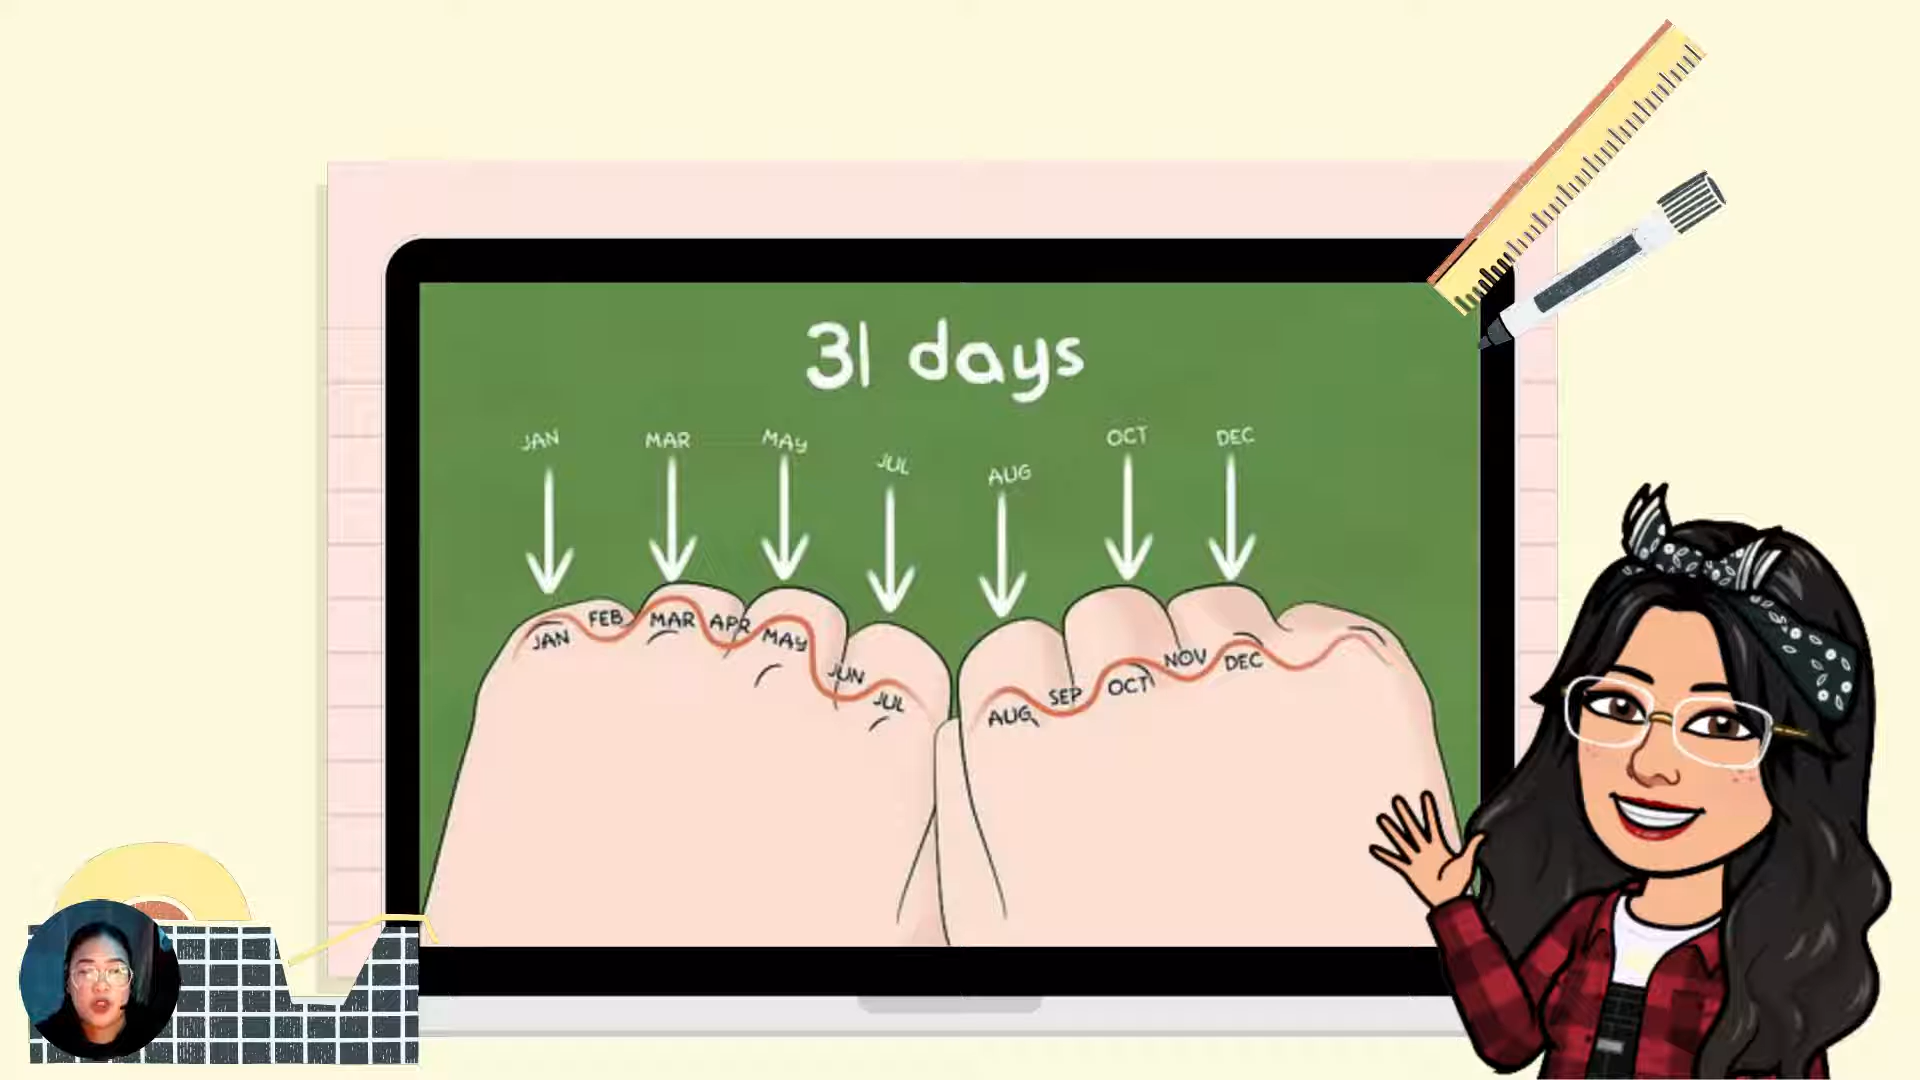 31 days
JAN MAR MAY JUL AUG OCT DEC
JAN FEB MAR APR MAY JUN JUL AUG SEP OCT NOV DEC